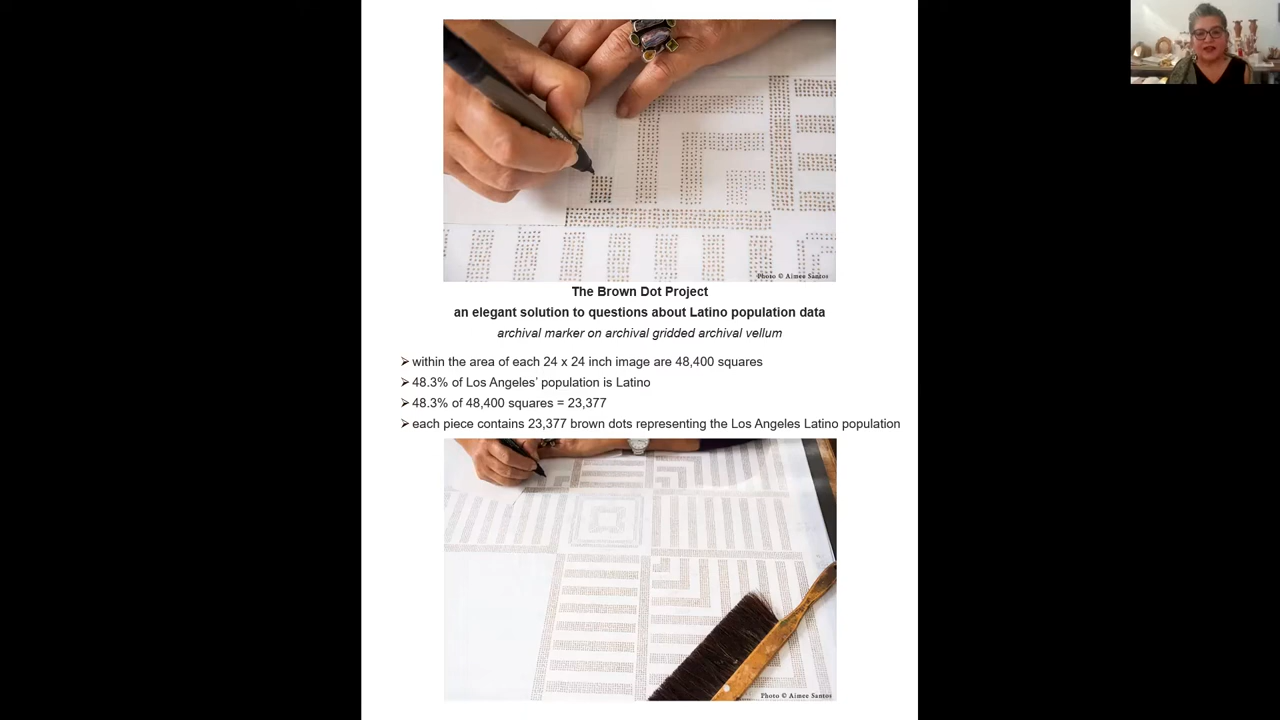 Photo © Aimee Santos
The Brown Dot Project
an elegant solution to questions about Latino population data
archival marker on archival gridded archival vellum
➢ within the area of each 24 x 24 inch image are 48,400 squares
➢ 48.3% of Los Angeles' population is Latino
➢ 48.3% of 48,400 squares = 23,377
➢ each piece contains 23,377 brown dots representing the Los Angeles Latino population
Photo © Aimee Santos